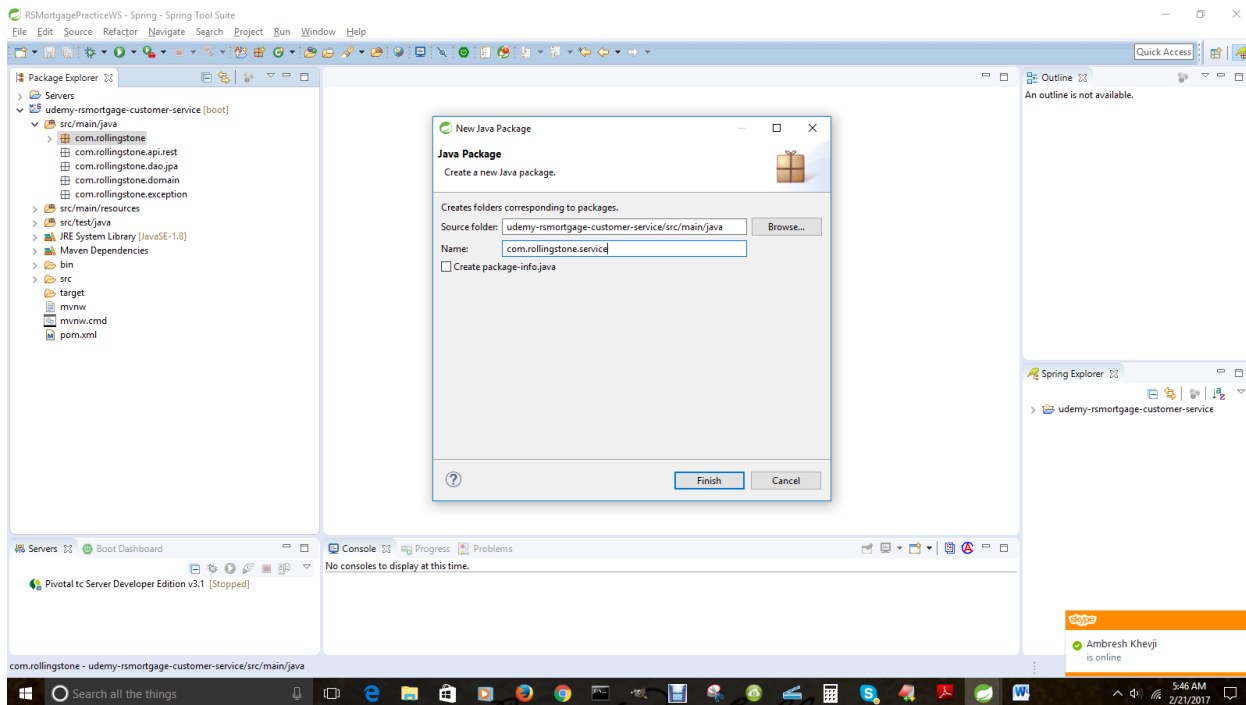 RSMortgagePracticeWS - Spring - Spring Tool Suite
File Edit Source Refactor Navigate Search Project Run Window Help
Quick Access
Package Explorer
Servers
udemy-rsmortgage-customer-service [boot]
src/main/java
com.rollingstone
com.rollingstone.api.rest
com.rollingstone.dao.jpa
com.rollingstone.domain
com.rollingstone.exception
src/main/resources
src/test/java
JRE System Library [JavaSE-1.8]
Maven Dependencies
bin
src
target
mvnw
mvnw.cmd
pom.xml
New Java Package
Java Package
Create a new Java package.
Creates folders corresponding to packages.
Source folder: udemy-rsmortgage-customer-service/src/main/java Browse...
Name: com.rollingstone.service
Create package-info.java
? Finish Cancel
Outline
An outline is not available.
Spring Explorer
udemy-rsmortgage-customer-service
Servers Boot Dashboard
Pivotal tc Server Developer Edition v3.1 [Stopped]
Console Progress Problems
No consoles to display at this time.
skype
Ambresh Khevji
is online
com.rollingstone - udemy-rsmortgage-customer-service/src/main/java
Search all the things
5:46 AM
2/21/2017